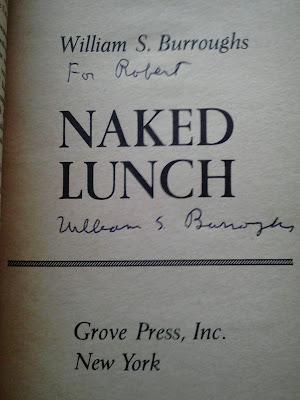 William S. Burroughs
For Robert
NAKED
LUNCH
William S Burroughs
Grove Press, Inc.
New York